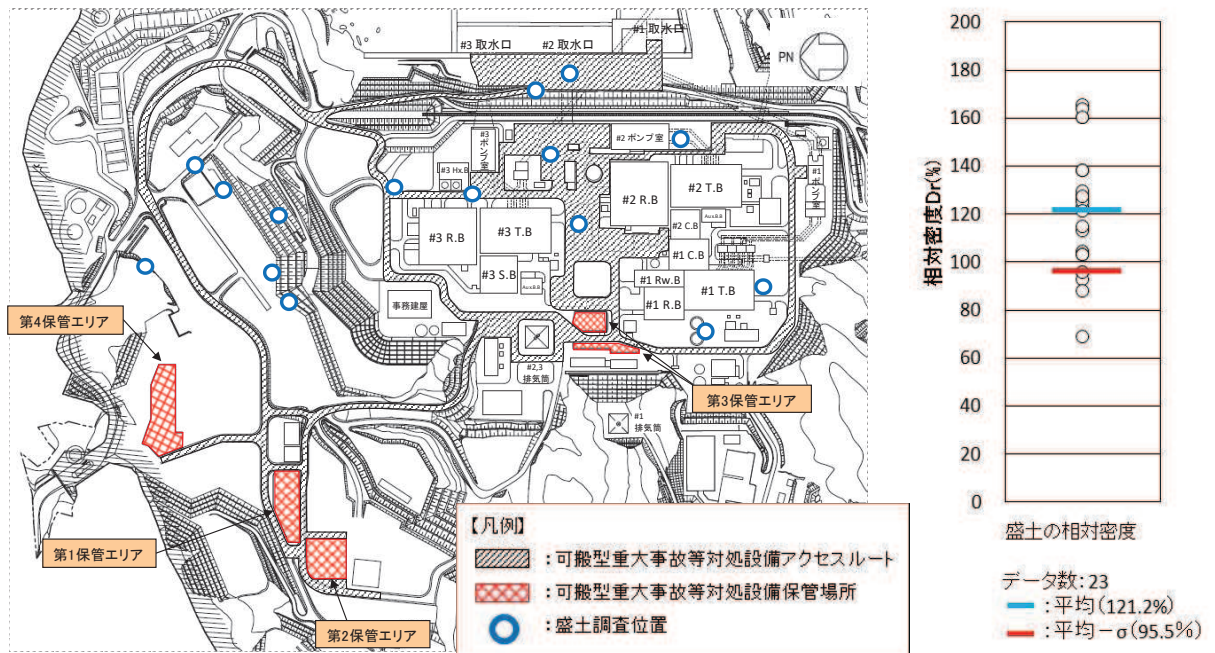 #1 取水口
#3 取水口
#2 取水口
PN
#3
ポンプ室
#2 ポンプ室
#3 Hx.B
#1
ポンプ室
#2 R.B
#2 T.B
#3 R.B
#3 T.B
#2 C.B
Aux.B.B
#1 C.B
#3 S.B
Aux.B.B
#1 Rw.B
#1 R.B
#1 T.B
事務建屋
第4保管エリア
#2,3
排気筒
第3保管エリア
#1
排気筒
第1保管エリア
第2保管エリア
【凡例】
：可搬型重大事故等対処設備アクセスルート
：可搬型重大事故等対処設備保管場所
：盛土調査位置
相対密度Dr(%)
200
180
160
140
120
100
80
60
40
20
0
盛土の相対密度
データ数: 23
：平均(121.2%)
：平均－σ(95.5%)